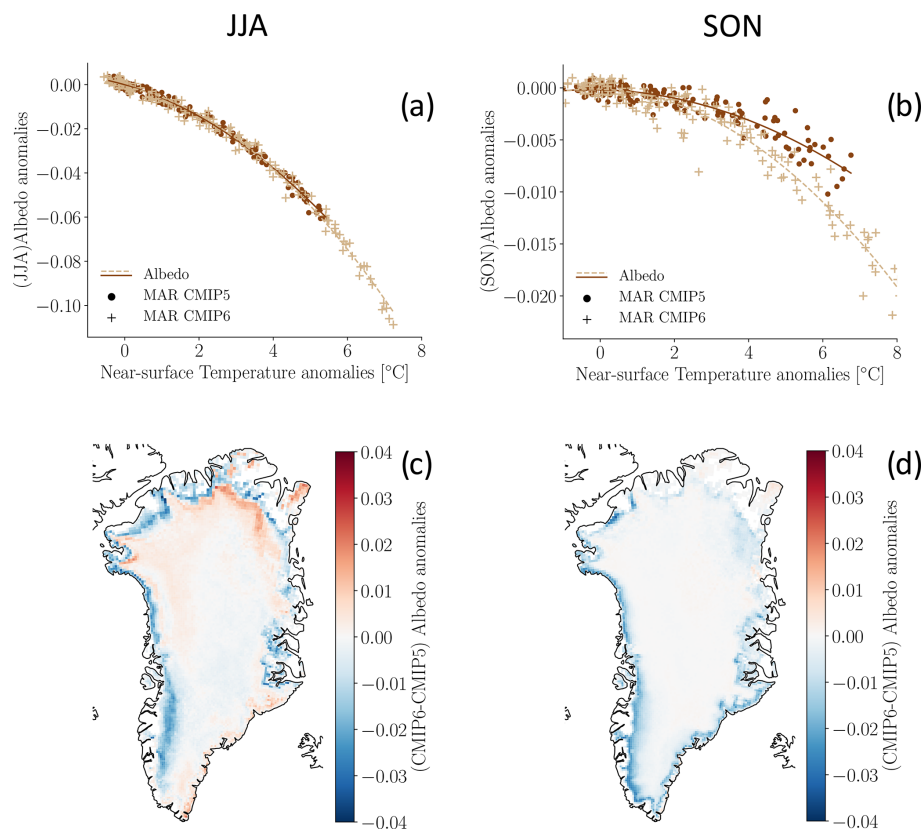 JJA
SON
(a)
(JJA)Albedo anomalies
0.00
−0.02
−0.04
−0.06
−0.08
−0.10
Albedo
MAR CMIP5
MAR CMIP6
0 2 4 6 8
Near-surface Temperature anomalies [°C]
(b)
(SON)Albedo anomalies
0.000
−0.005
−0.010
−0.015
−0.020
Albedo
MAR CMIP5
MAR CMIP6
0 2 4 6 8
Near-surface Temperature anomalies [°C]
(c)
0.04
0.03
0.02
0.01
0.00
−0.01
−0.02
−0.03
−0.04
(CMIP6-CMIP5) Albedo anomalies
(d)
0.04
0.03
0.02
0.01
0.00
−0.01
−0.02
−0.03
−0.04
(CMIP6-CMIP5) Albedo anomalies